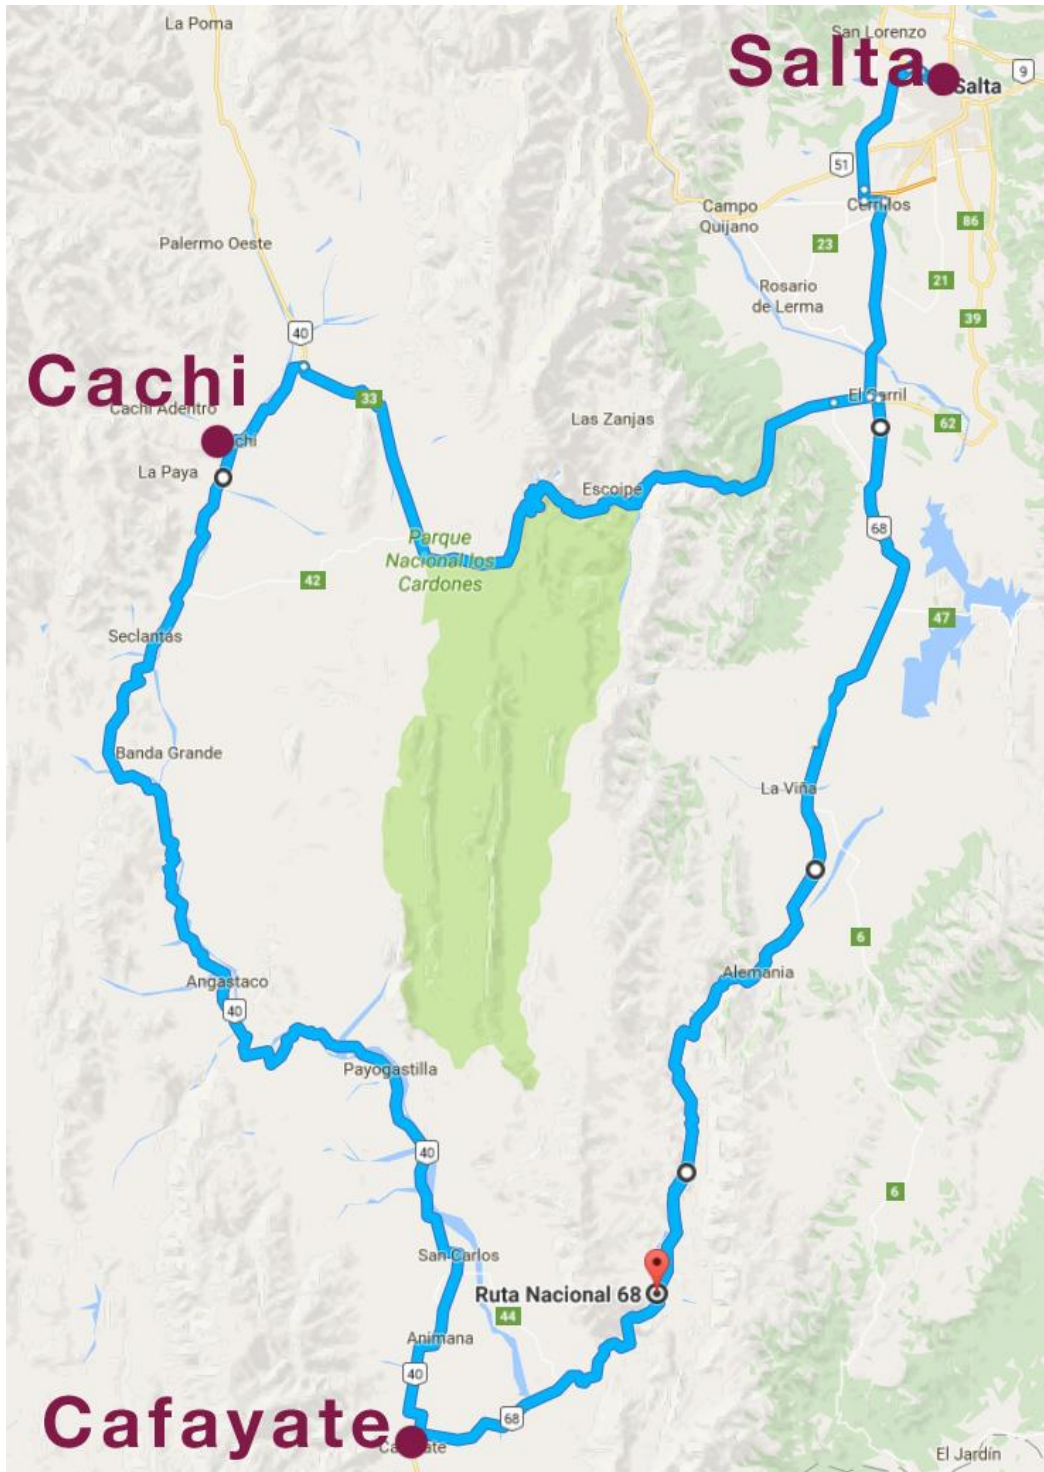 La Poma
San Lorenzo
Salta
9
Salta
51
Cerrillos
Campo
Quijano
86
23
Palermo Oeste
21
Rosario
de Lerma
39
40
Cachi
33
El Carril
Cachi Adentro
Las Zanjas
62
chi
La Paya
Escoipe
68
Parque
Nacional los
Cardones
42
47
Seclantás
Banda Grande
La Viña
6
Alemania
Angastaco
40
Payogastilla
40
6
San Carlos
Ruta Nacional 68
44
Animana
40
Cafayate
68
Cafayate
El Jardín